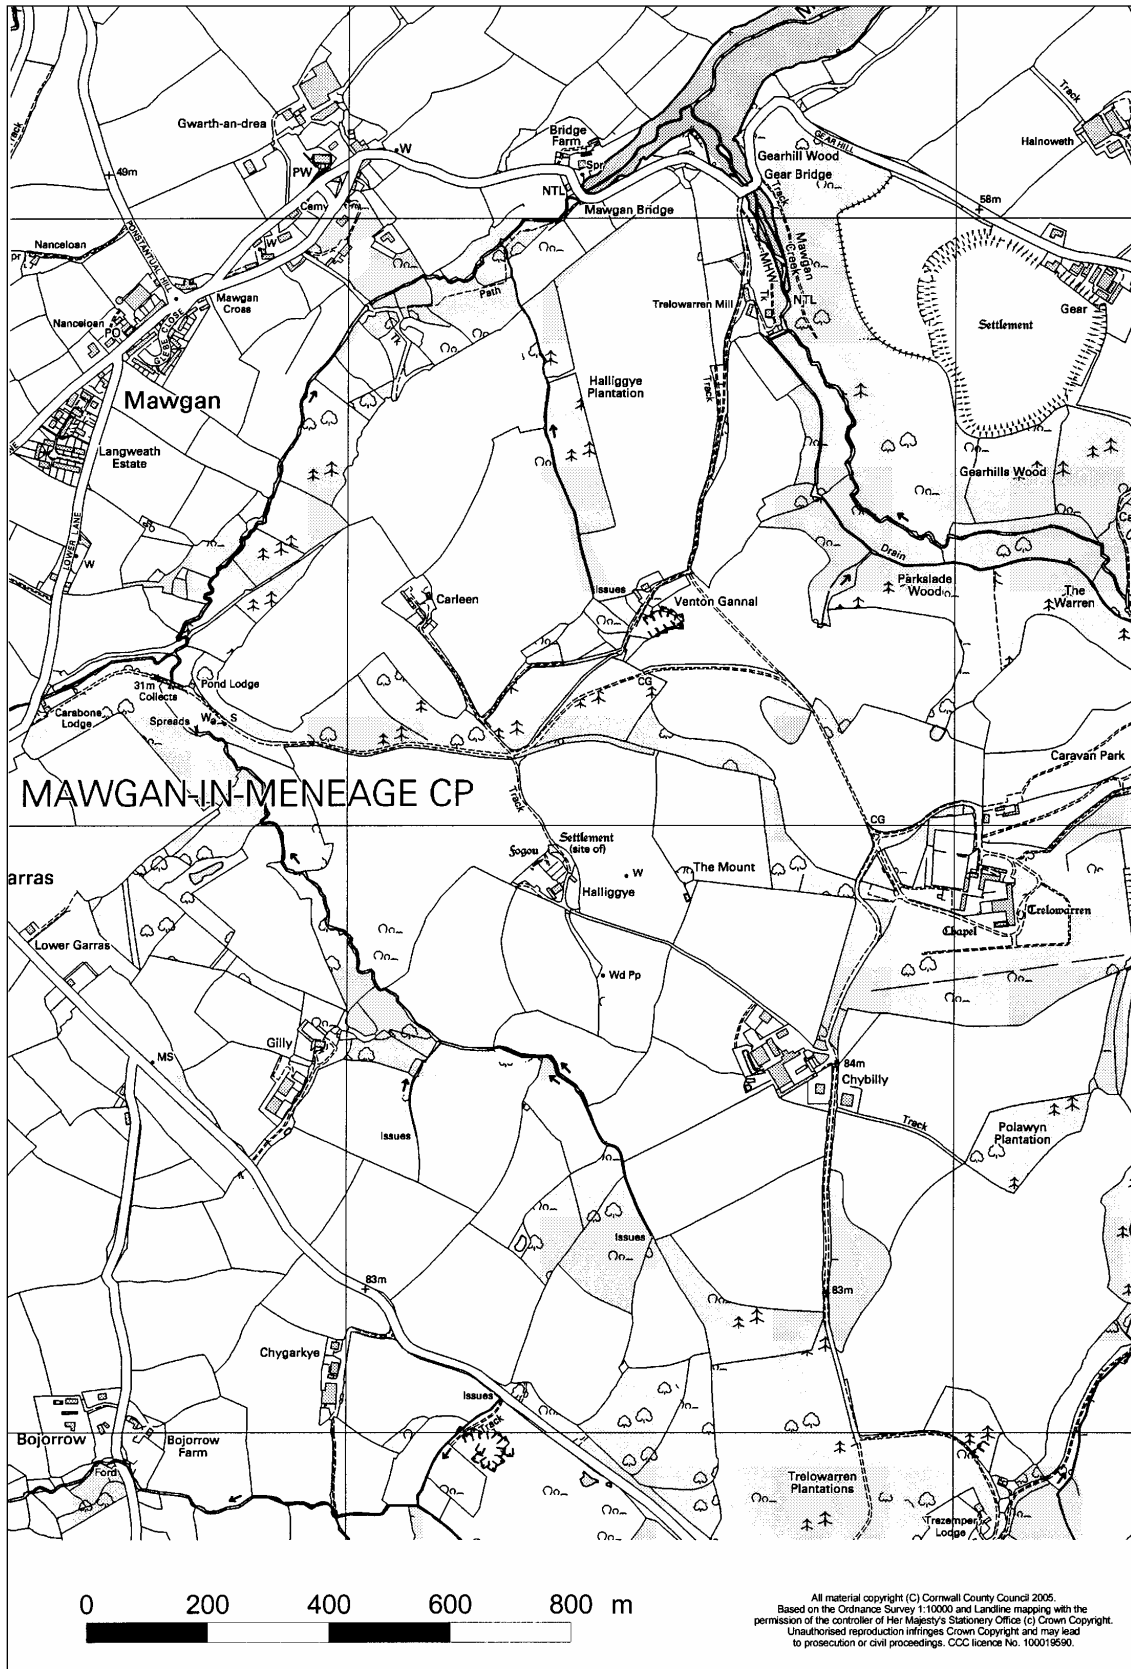 Track
Gwarth-an-drea
Bridge
Farm
Track
Halnoweth
W
GEAR HILL
Spr
PW
49m
Gearhill Wood
Gear Bridge
NTL
Cemy
Track
Mawgan Bridge
58m
PONSTANTUAL HILL
W
Nanceloan
pr
MHW
Mawgan
Creek
Path
Tk
NTL
Mawgan
Cross
Trelowarren Mill
Gear
Nanceloan
PO
GLEBE CLOSE
Settlement
Tk
Halliggye
Plantation
Track
Mawgan
Langweath
Estate
Gearhills Wood
Ca
LOWER LANE
W
Drain
Parkslade
Wood
Issues
Carleen
Venton Gannal
The
Warren
31m
Collects
Pond Lodge
CG
Carabone
Lodge
Spreads
W
S
Caravan Park
MAWGAN-IN-MENEAGE CP
Track
CG
Settlement
(site of)
Fogou
arras
W
The Mount
Halliggye
Trelowarren
Chapel
Lower Garras
Wd Pp
Gilly
MS
84m
Chybilly
Track
Issues
Polawyn
Plantation
Issues
83m
83m
Chygarkye
Issues
Track
Bojorrow
Bojorrow
Farm
Ford
Trelowarren
Plantations
Trezemper
Lodge
0 200 400 600 800 m
All material copyright (C) Cornwall County Council 2005.
Based on the Ordnance Survey 1:10000 and Landline mapping with the
permission of the controller of Her Majesty's Stationery Office (c) Crown Copyright.
Unauthorised reproduction infringes Crown Copyright and may lead
to prosecution or civil proceedings. CCC licence No. 100019590.